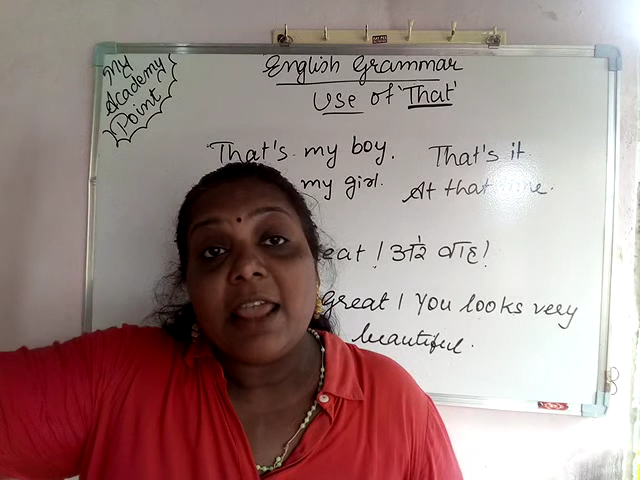 My
Academy
Point
English Grammar
Use of 'That'
That's my boy.
my girl.
That's it
At that time.
eat ! अरे वाह!
Great ! You looks very
beautiful.